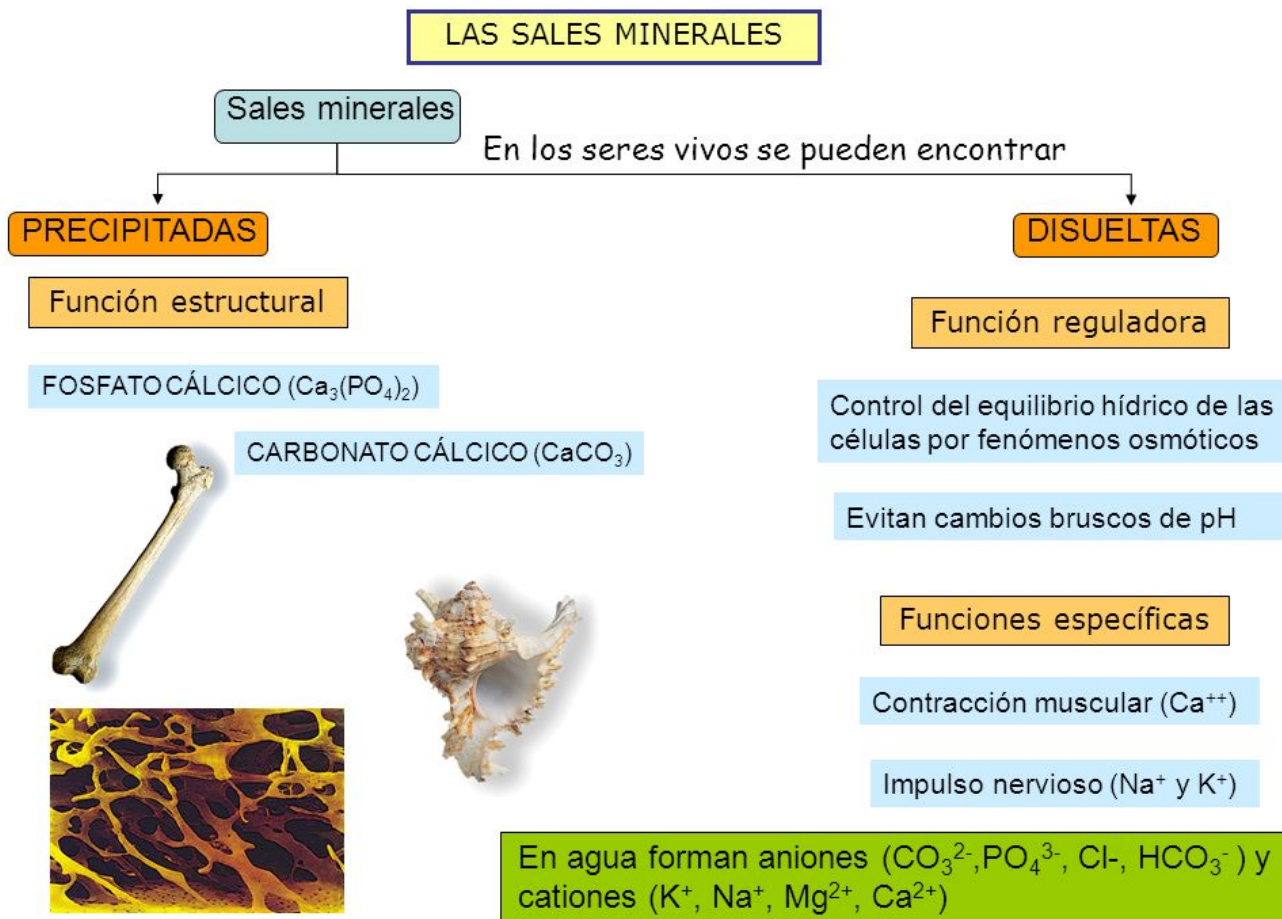 LAS SALES MINERALES
Sales minerales
En los seres vivos se pueden encontrar
PRECIPITADAS
DISUELTAS
Función estructural
FOSFATO CÁLCICO (Ca₃(PO₄)₂)
CARBONATO CÁLCICO (CaCO₃)
Función reguladora
Control del equilibrio hídrico de las
células por fenómenos osmóticos
Evitan cambios bruscos de pH
Funciones específicas
Contracción muscular (Ca⁺⁺)
Impulso nervioso (Na⁺ y K⁺)
En agua forman aniones (CO₃²⁻,PO₄³⁻, Cl-, HCO₃⁻ ) y
cationes (K⁺, Na⁺, Mg²⁺, Ca²⁺)